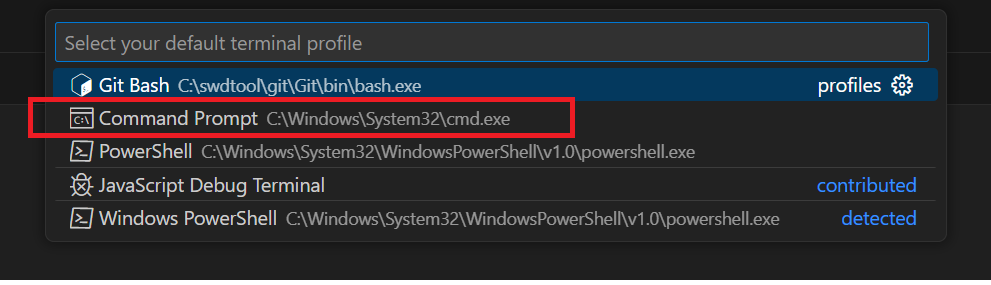 Select your default terminal profile
Git Bash C:\swdtool\git\Git\bin\bash.exe profiles
Command Prompt C:\Windows\System32\cmd.exe
PowerShell C:\Windows\System32\WindowsPowerShell\v1.0\powershell.exe
JavaScript Debug Terminal contributed
Windows PowerShell C:\Windows\System32\WindowsPowerShell\v1.0\powershell.exe detected